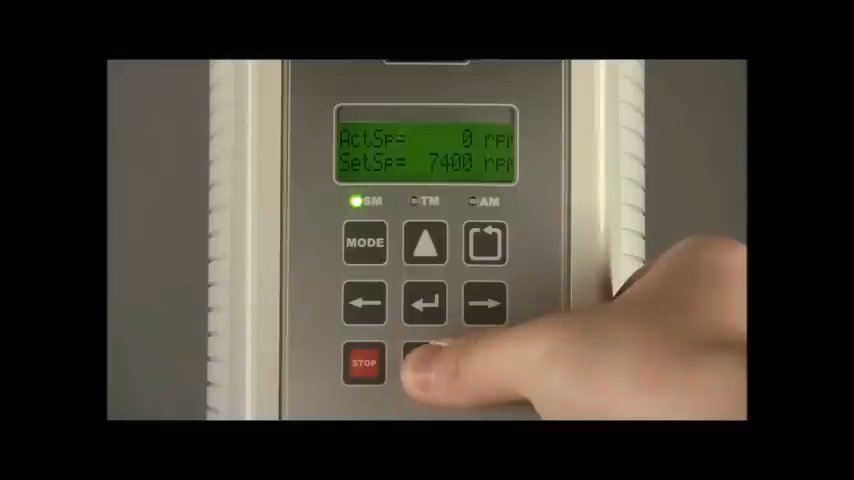 ActSp= 0 rpm
SetSp= 7400 rpm
SM TM AM
MODE
STOP